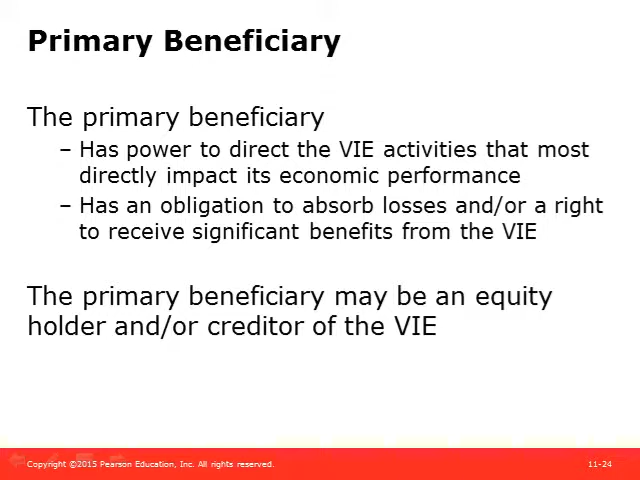 Primary Beneficiary
The primary beneficiary
– Has power to direct the VIE activities that most
directly impact its economic performance
– Has an obligation to absorb losses and/or a right
to receive significant benefits from the VIE
The primary beneficiary may be an equity
holder and/or creditor of the VIE
Copyright ©2015 Pearson Education, Inc. All rights reserved.
11-24